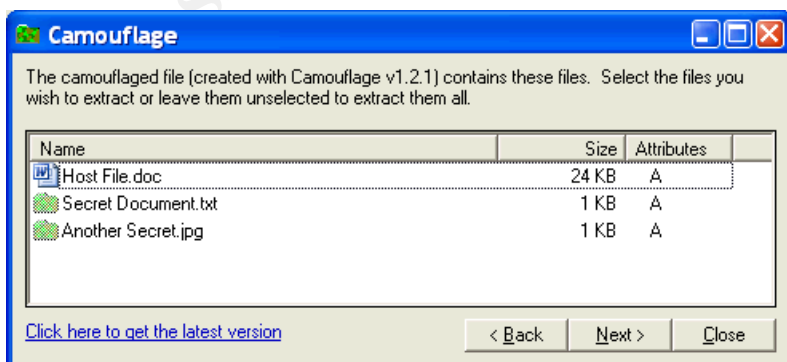 Camouflage
The camouflaged file (created with Camouflage v1.2.1) contains these files. Select the files you
wish to extract or leave them unselected to extract them all.
Name Size Attributes
Host File.doc 24 KB A
Secret Document.txt 1 KB A
Another Secret.jpg 1 KB A
Click here to get the latest version < Back Next > Close